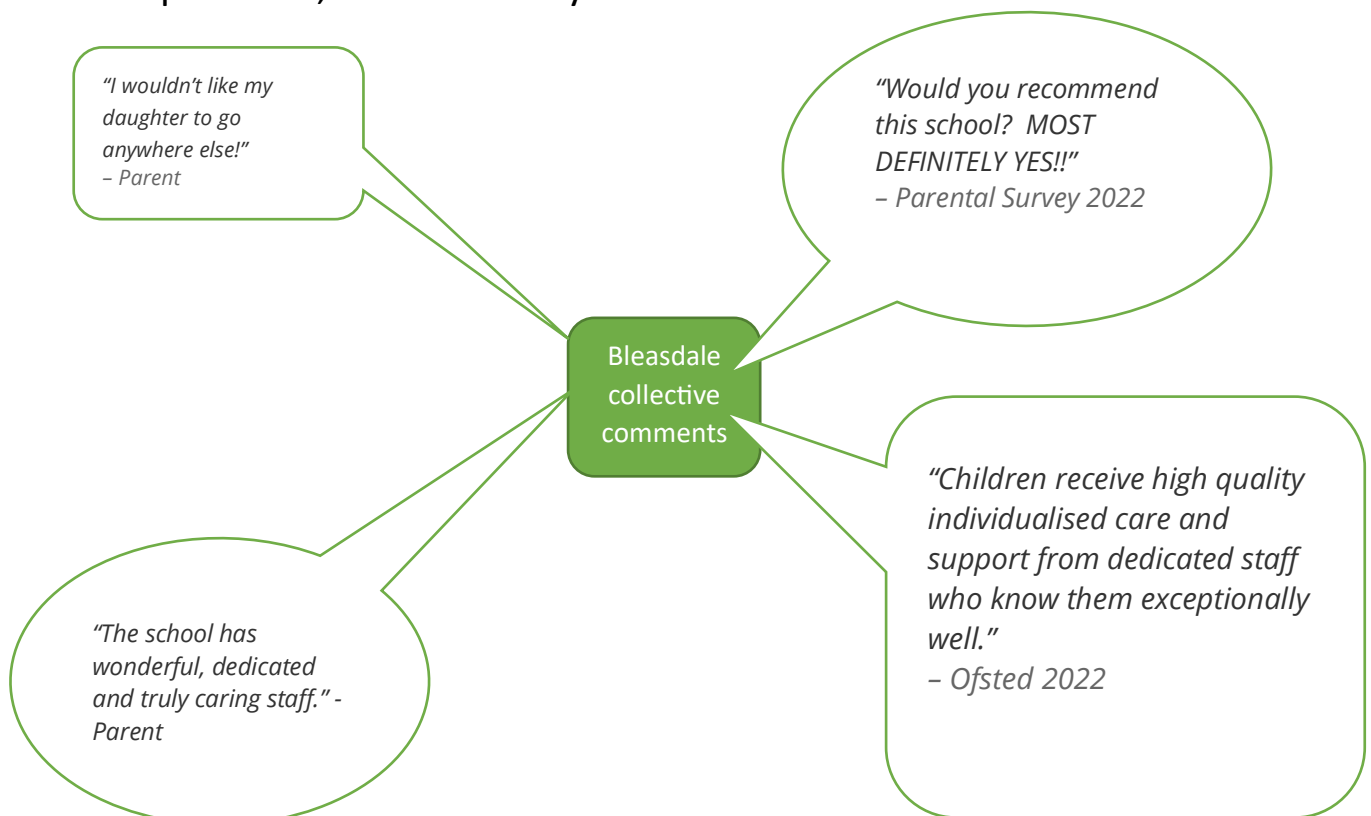 “I wouldn’t like my
daughter to go
anywhere else!”
– Parent
“Would you recommend
this school?  MOST
DEFINITELY YES!!”
– Parental Survey 2022
Bleasdale
collective
comments
“Children receive high quality
individualised care and
support from dedicated staff
who know them exceptionally
well.”
– Ofsted 2022
“The school has
wonderful, dedicated
and truly caring staff.” -
Parent